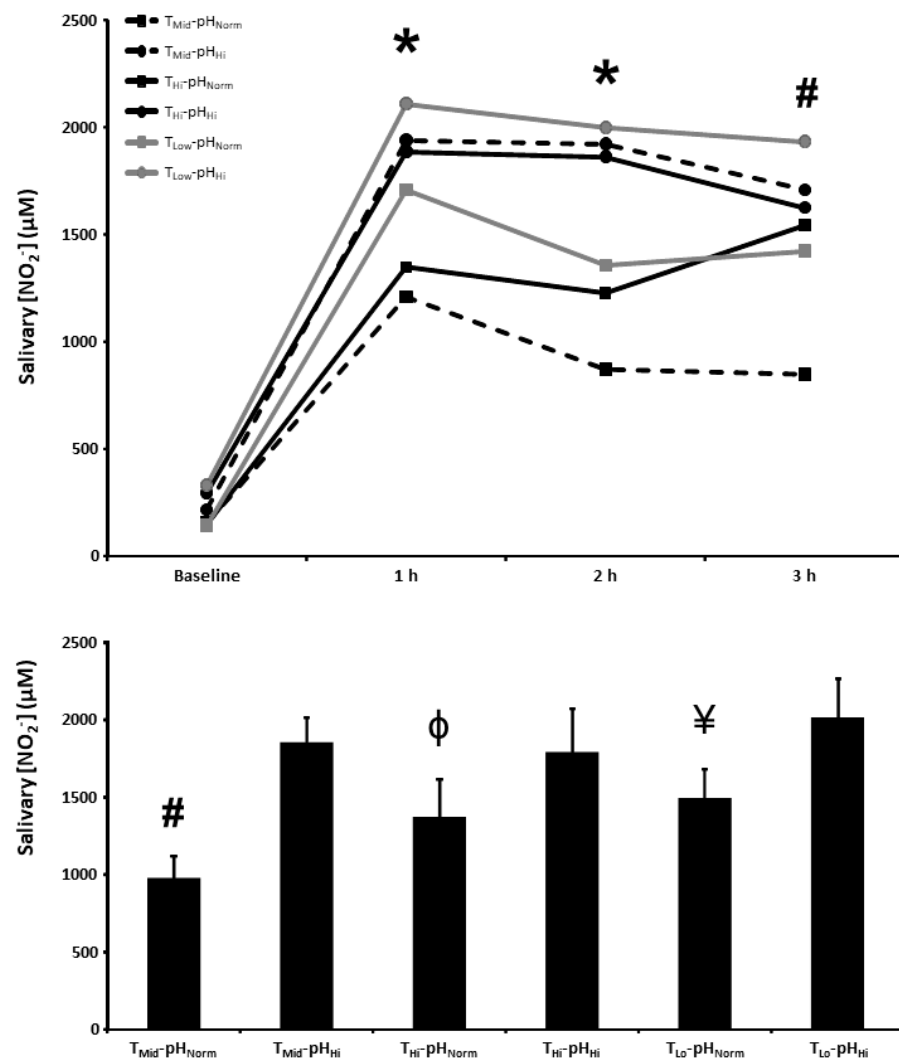 2500
2000
1500
1000
500
0
Salivary [NO₂⁻] (µM)
T_Mid-pH_Norm
T_Mid-pH_Hi
T_Hi-pH_Norm
T_Hi-pH_Hi
T_Low-pH_Norm
T_Low-pH_Hi
* * #
Baseline 1 h 2 h 3 h
2500
2000
1500
1000
500
0
Salivary [NO₂⁻] (µM)
# ϕ ¥
T_Mid-pH_Norm T_Mid-pH_Hi T_Hi-pH_Norm T_Hi-pH_Hi T_Lo-pH_Norm T_Lo-pH_Hi